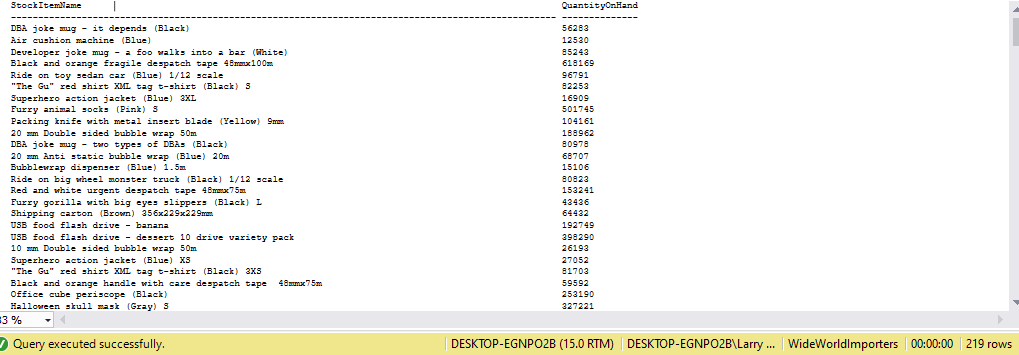 StockItemName QuantityOnHand
DBA joke mug - it depends (Black) 56283
Air cushion machine (Blue) 12530
Developer joke mug - a foo walks into a bar (White) 85243
Black and orange fragile despatch tape 48mmx100m 618169
Ride on toy sedan car (Blue) 1/12 scale 96791
"The Gu" red shirt XML tag t-shirt (Black) S 82253
Superhero action jacket (Blue) 3XL 16909
Furry animal socks (Pink) S 501745
Packing knife with metal insert blade (Yellow) 9mm 104161
20 mm Double sided bubble wrap 50m 188962
DBA joke mug - two types of DBAs (Black) 80978
20 mm Anti static bubble wrap (Blue) 20m 68707
Bubblewrap dispenser (Blue) 1.5m 15106
Ride on big wheel monster truck (Black) 1/12 scale 80823
Red and white urgent despatch tape 48mmx75m 153241
Furry gorilla with big eyes slippers (Black) L 43436
Shipping carton (Brown) 356x229x229mm 64432
USB food flash drive - banana 192749
USB food flash drive - dessert 10 drive variety pack 398290
10 mm Double sided bubble wrap 50m 26193
Superhero action jacket (Blue) XS 27052
"The Gu" red shirt XML tag t-shirt (Black) 3XS 81703
Black and orange handle with care despatch tape  48mmx75m 59592
Office cube periscope (Black) 253190
Halloween skull mask (Gray) S 327221
33 %
Query executed successfully. DESKTOP-EGNPO2B (15.0 RTM) DESKTOP-EGNPO2B\Larry ... WideWorldImporters 00:00:00 219 rows